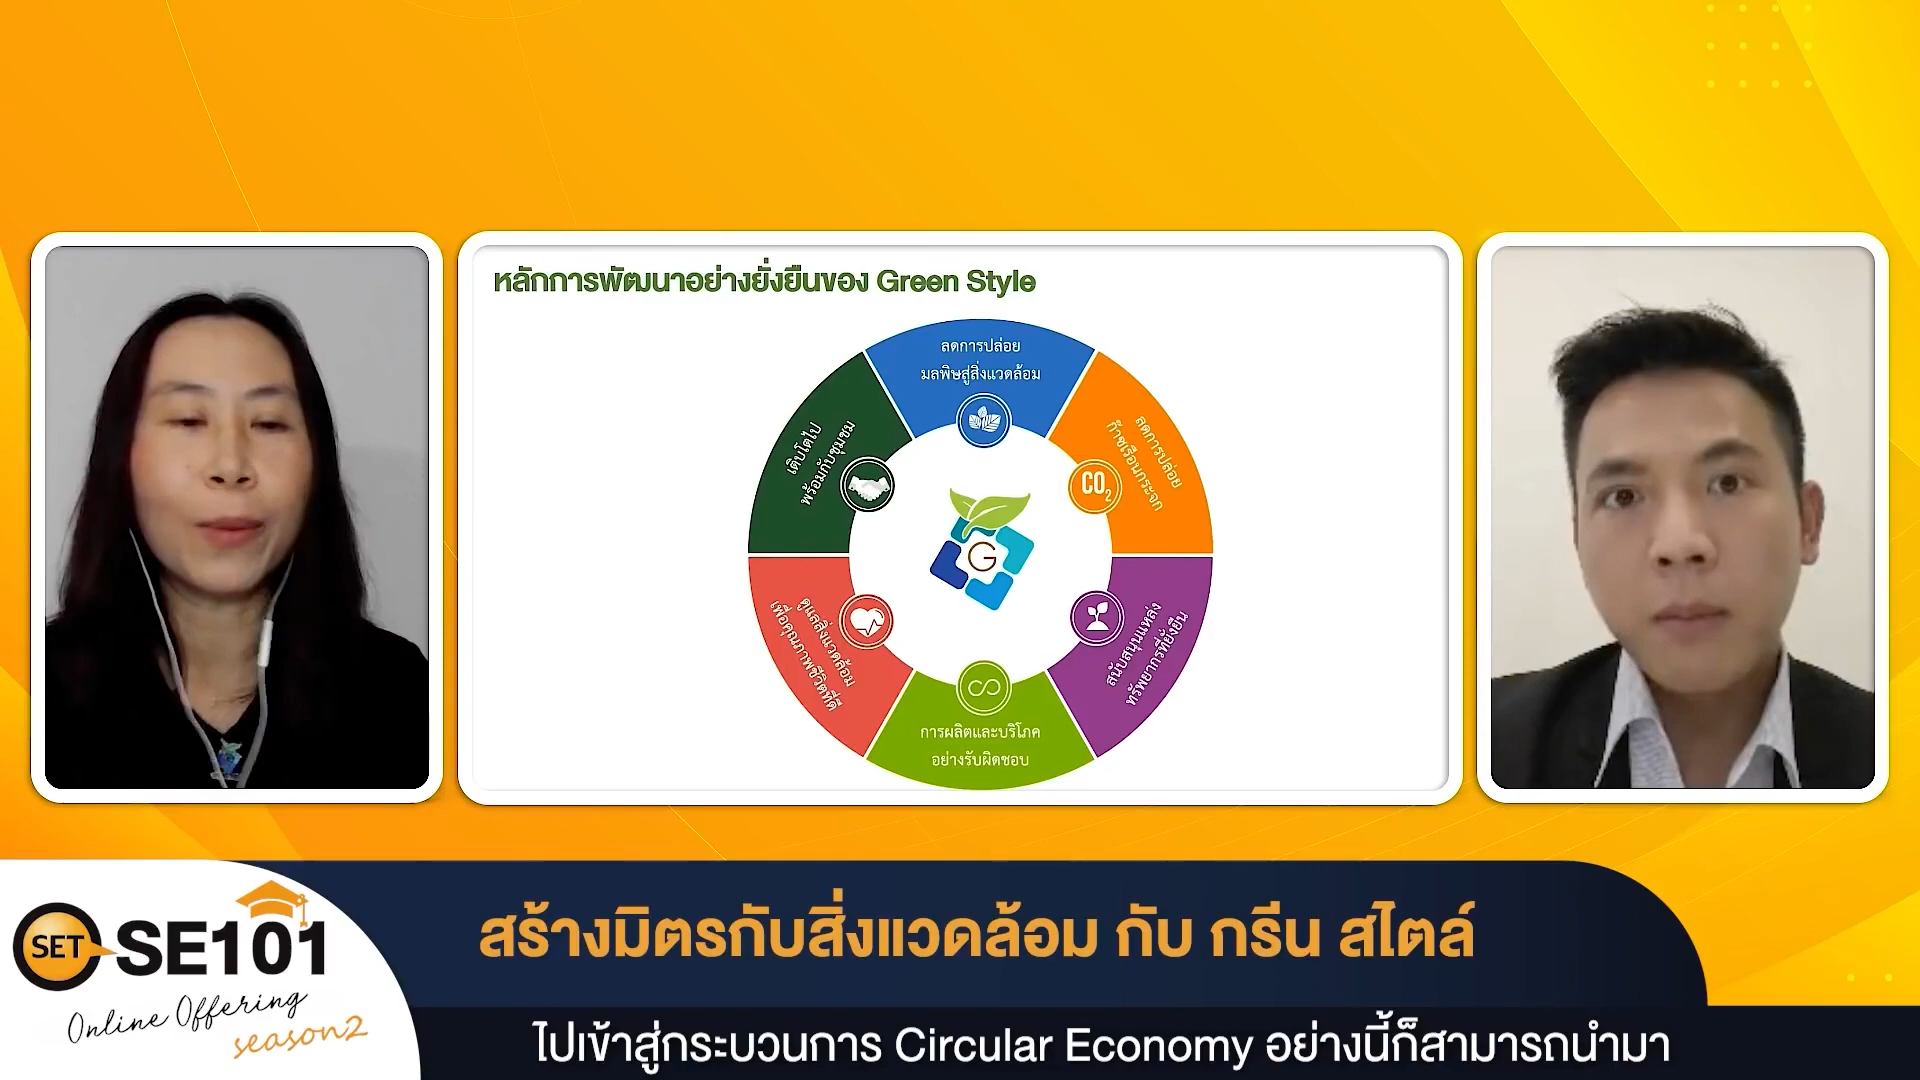 หลักการพัฒนาอย่างยั่งยืนของ Green Style
ลดการปล่อย
มลพิษสู่สิ่งแวดล้อม
ลดการปล่อย
ก๊าซเรือนกระจก
CO2
สนับสนุนแหล่ง
ทรัพยากรที่ยั่งยืน
การผลิตและบริโภค
อย่างรับผิดชอบ
ดูแลสิ่งแวดล้อม
เพื่อคุณภาพชีวิตที่ดี
เติบโตไป
พร้อมกับชุมชม
G
SET SE101
Online Offering
season2
สร้างมิตรกับสิ่งแวดล้อม กับ กรีน สไตล์
ไปเข้าสู่กระบวนการ Circular Economy อย่างนี้ก็สามารถนำมา